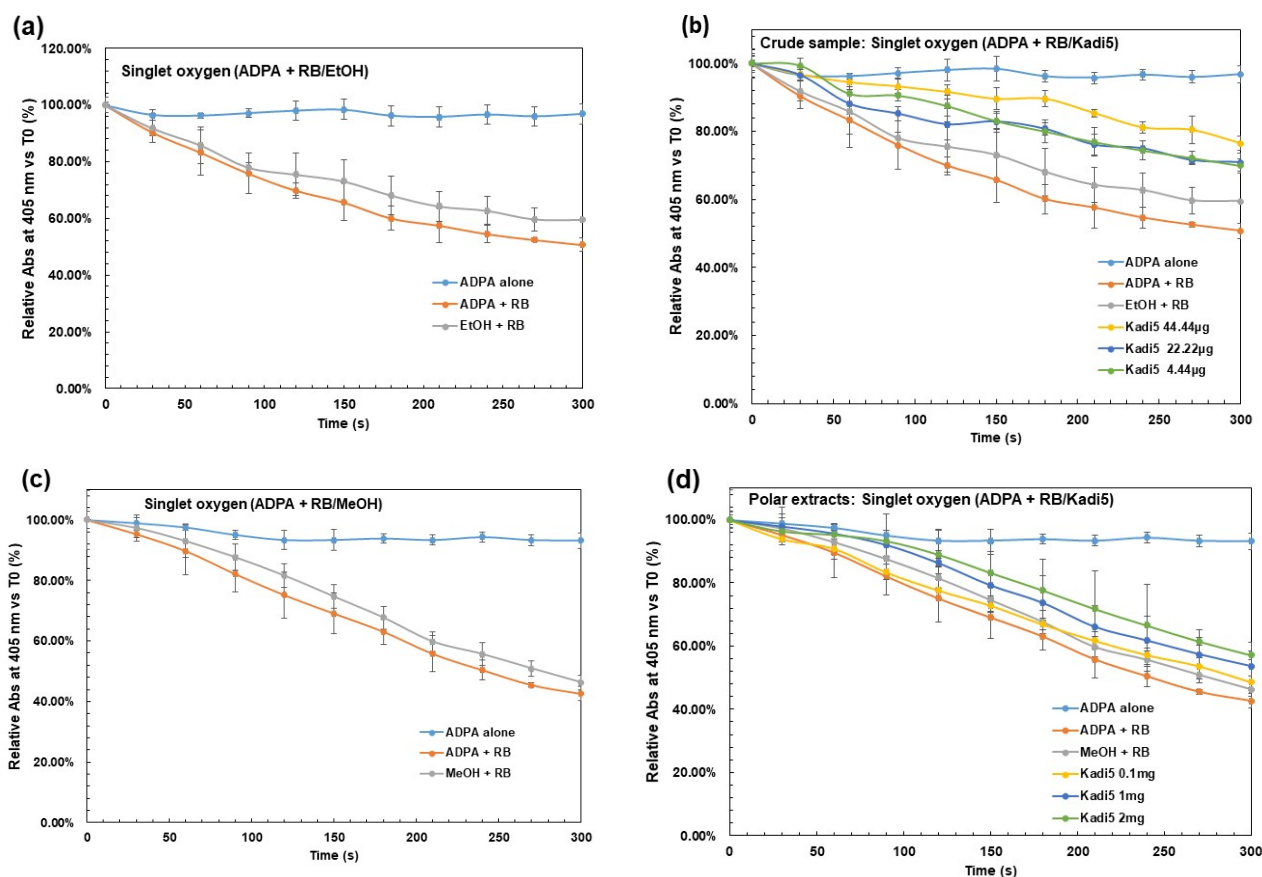 (a)
120.00%
Singlet oxygen (ADPA + RB/EtOH)
100.00%
80.00%
60.00%
40.00%
20.00%
0.00%
Relative Abs at 405 nm vs T0 (%)
ADPA alone
ADPA + RB
EtOH + RB
0 50 100 150 200 250 300
Time (s)
(b)
Crude sample: Singlet oxygen (ADPA + RB/Kadi5)
100.00%
80.00%
60.00%
40.00%
20.00%
0.00%
Relative Abs at 405 nm vs T0 (%)
ADPA alone
ADPA + RB
EtOH + RB
Kadi5 44.44µg
Kadi5 22.22µg
Kadi5 4.44µg
0 50 100 150 200 250 300
Time (s)
(c)
Singlet oxygen (ADPA + RB/MeOH)
100.00%
80.00%
60.00%
40.00%
20.00%
0.00%
Relative Abs at 405 nm vs T0 (%)
ADPA alone
ADPA + RB
MeOH + RB
0 50 100 150 200 250 300
Time (s)
(d)
Polar extracts: Singlet oxygen (ADPA + RB/Kadi5)
100.00%
80.00%
60.00%
40.00%
20.00%
0.00%
Relative Abs at 405 nm vs T0 (%)
ADPA alone
ADPA + RB
MeOH + RB
Kadi5 0.1mg
Kadi5 1mg
Kadi5 2mg
0 50 100 150 200 250 300
Time (s)